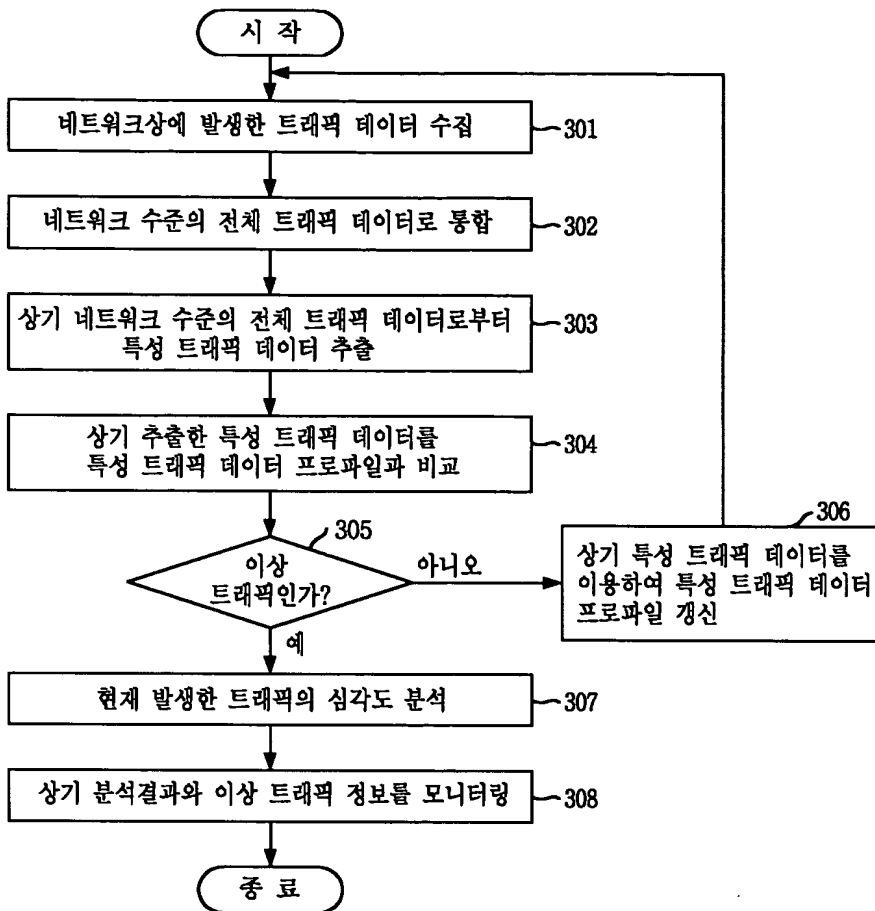 시 작
네트워크상에 발생한 트래픽 데이터 수집
301
네트워크 수준의 전체 트래픽 데이터로 통합
302
상기 네트워크 수준의 전체 트래픽 데이터로부터
특성 트래픽 데이터 추출
303
상기 추출한 특성 트래픽 데이터를
특성 트래픽 데이터 프로파일과 비교
304
305
이상
트래픽인가?
아니오
306
상기 특성 트래픽 데이터를
이용하여 특성 트래픽 데이터
프로파일 갱신
예
현재 발생한 트래픽의 심각도 분석
307
상기 분석결과와 이상 트래픽 정보를 모니터링
308
종 료